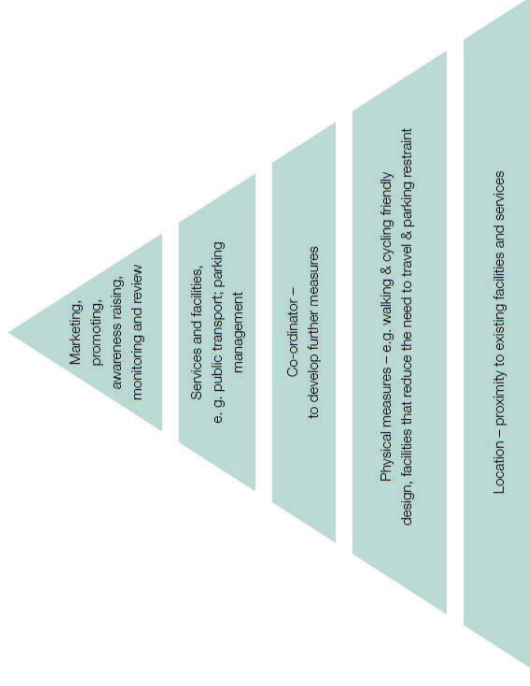 Marketing,
promoting,
awareness raising,
monitoring and review
Services and facilities,
e. g. public transport; parking
management
Co-ordinator –
to develop further measures
Physical measures – e.g. walking & cycling friendly
design, facilities that reduce the need to travel & parking restraint
Location – proximity to existing facilities and services